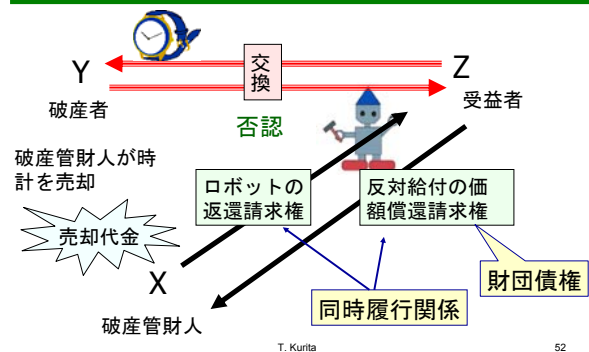 Y
交
換
Z
破産者
受益者
否認
破産管財人が時
計を売却
ロボットの
返還請求権
反対給付の価
額償還請求権
売却代金
X
財団債権
同時履行関係
破産管財人
T. Kurita
52